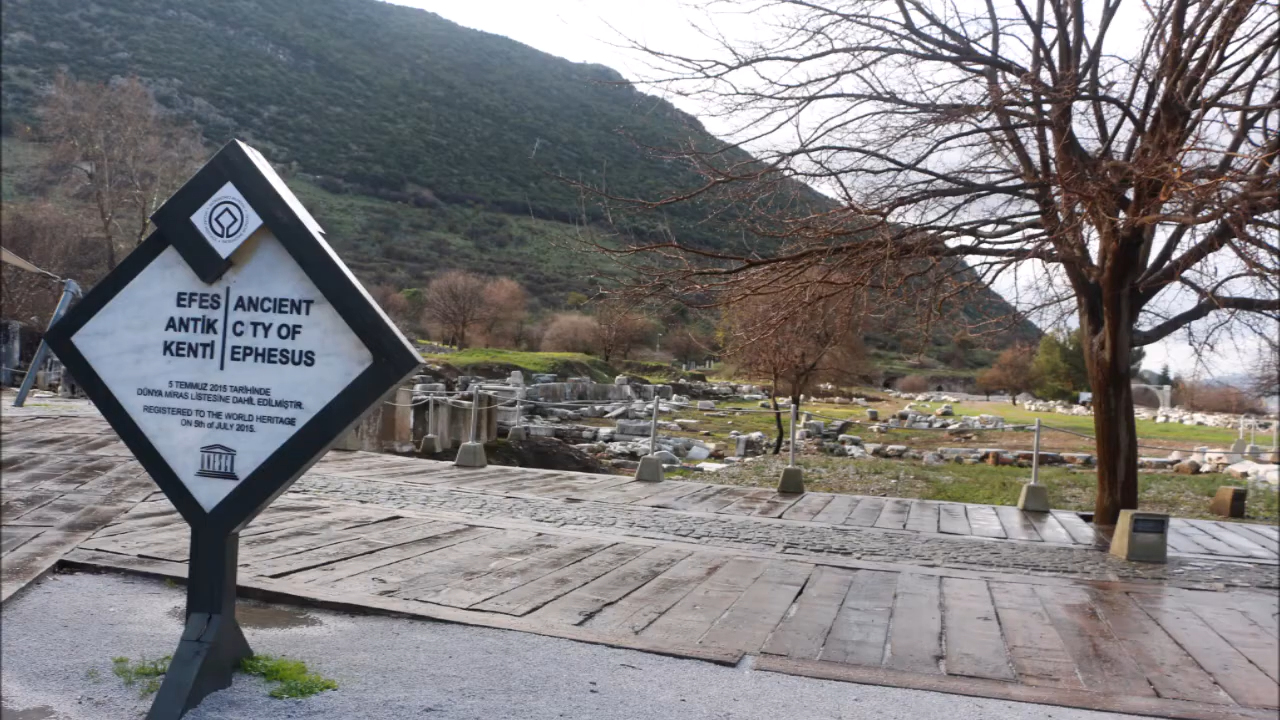 EFES ANCIENT
ANTİK C TY OF
KENTİ EPHESUS
5 TEMMUZ 2015 TARİHİNDE
DÜNYA MİRAS LİSTESİNE DAHİL EDİLMİŞTİR.
REGISTERED TO THE WORLD HERITAGE
ON 5th of JULY 2015.
UNESCO